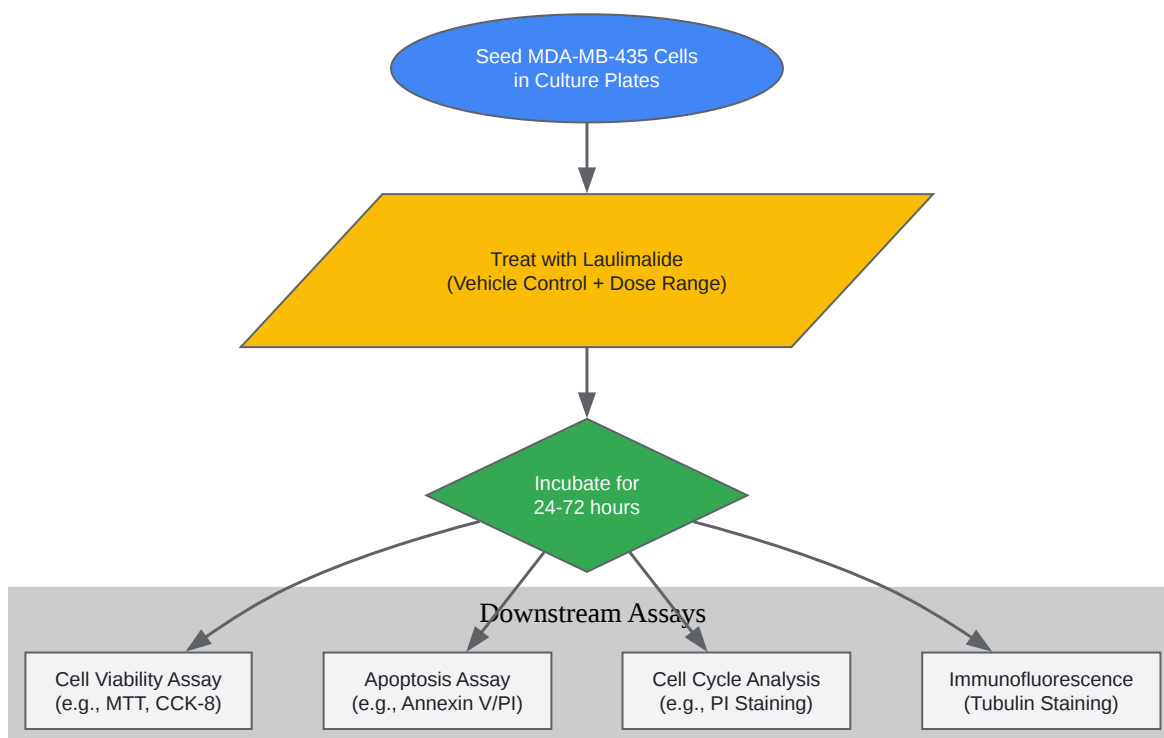 Seed MDA-MB-435 Cells
in Culture Plates
Treat with Laulimalide
(Vehicle Control + Dose Range)
Incubate for
24-72 hours
Downstream Assays
Cell Viability Assay
(e.g., MTT, CCK-8)
Apoptosis Assay
(e.g., Annexin V/PI)
Cell Cycle Analysis
(e.g., PI Staining)
Immunofluorescence
(Tubulin Staining)